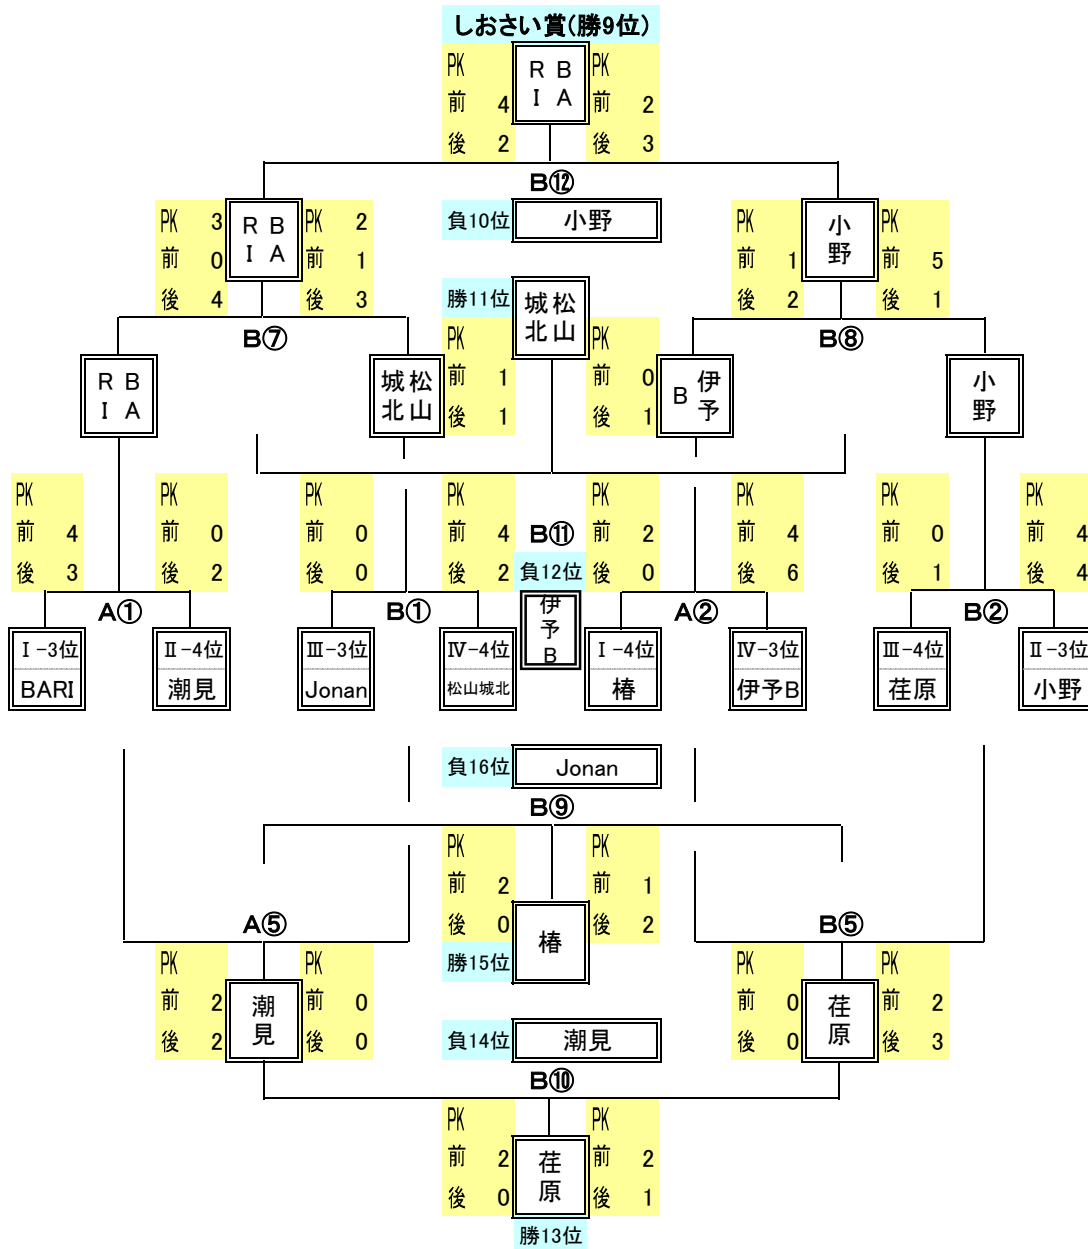 しおさい賞(勝9位)
PK
前 4
後 2
BA
RI
PK
前 2
後 3
B⑫
負10位 小野
PK 3
前 0
後 4
BA
RI
PK 2
前 1
後 3
B⑦
PK
前 1
後 2
小野
PK
前 5
後 1
B⑧
勝11位
松山
城北
PK
前 1
後 1
PK
前 0
後 1
BA
RI
松山
城北
伊予
B
小野
PK
前 4
後 3
PK
前 0
後 2
PK
前 0
後 0
PK
前 4
後 2
B⑪
負12位
伊予B
PK
前 2
後 0
PK
前 4
後 6
PK
前 0
後 1
PK
前 4
後 4
A① B① A② B②
Ⅰ-3位
BARI
Ⅱ-4位
潮見
Ⅲ-3位
Jonan
Ⅳ-4位
松山城北
Ⅰ-4位
椿
Ⅳ-3位
伊予B
Ⅲ-4位
荏原
Ⅱ-3位
小野
負16位 Jonan
B⑨
PK
前 2
後 0
PK
前 1
後 2
椿
勝15位
A⑤ B⑤
PK
前 2
後 2
潮見
PK
前 0
後 0
PK
前 0
後 0
荏原
PK
前 2
後 3
負14位 潮見
B⑩
PK
前 2
後 0
荏原
PK
前 2
後 1
勝13位